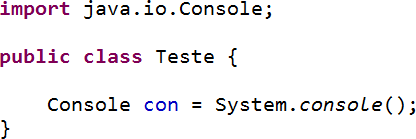 import java.io.Console;
public class Teste {
    Console con = System.console();
}